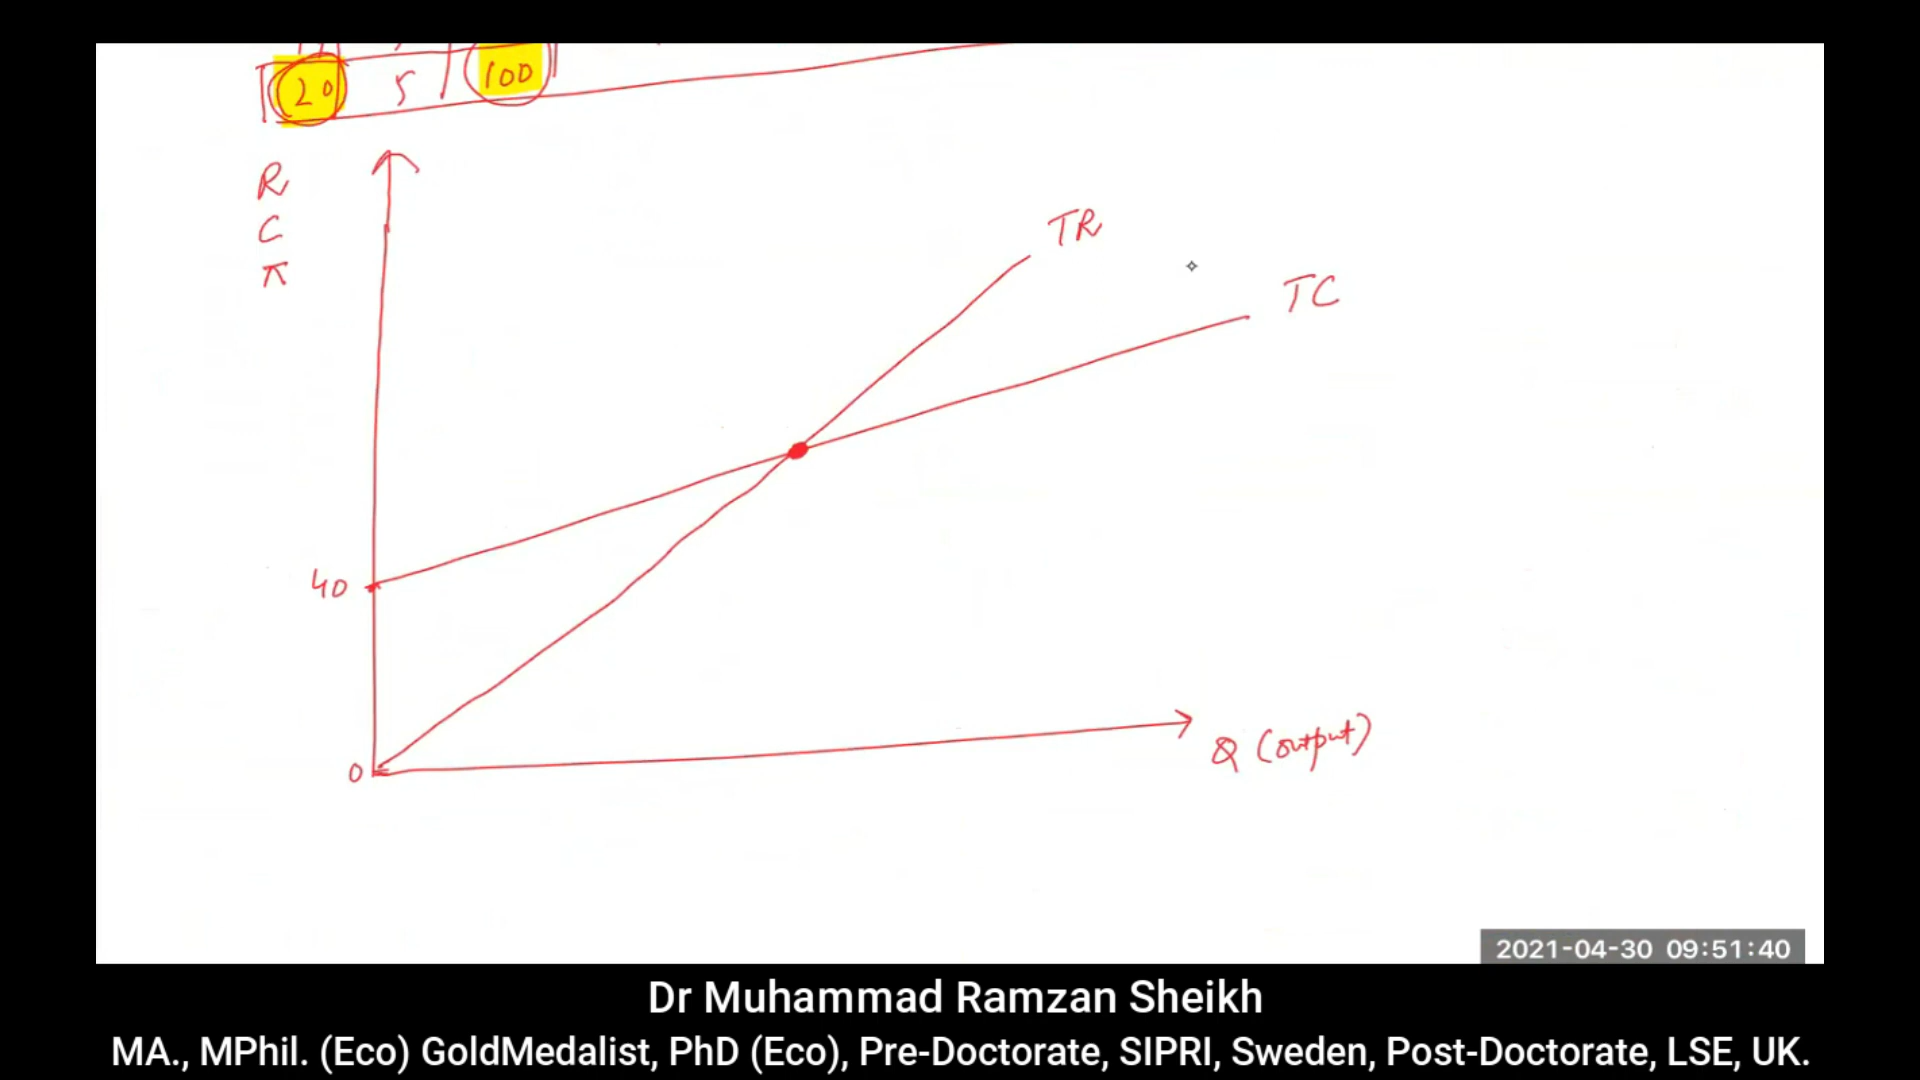 20 5 100
R
C
π
TR
TC
40
0
Q (output)
2021-04-30 09:51:40
Dr Muhammad Ramzan Sheikh
MA., MPhil. (Eco) GoldMedalist, PhD (Eco), Pre-Doctorate, SIPRI, Sweden, Post-Doctorate, LSE, UK.